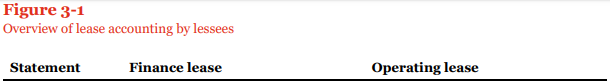 Figure 3-1
Overview of lease accounting by lessees
Statement Finance lease Operating lease